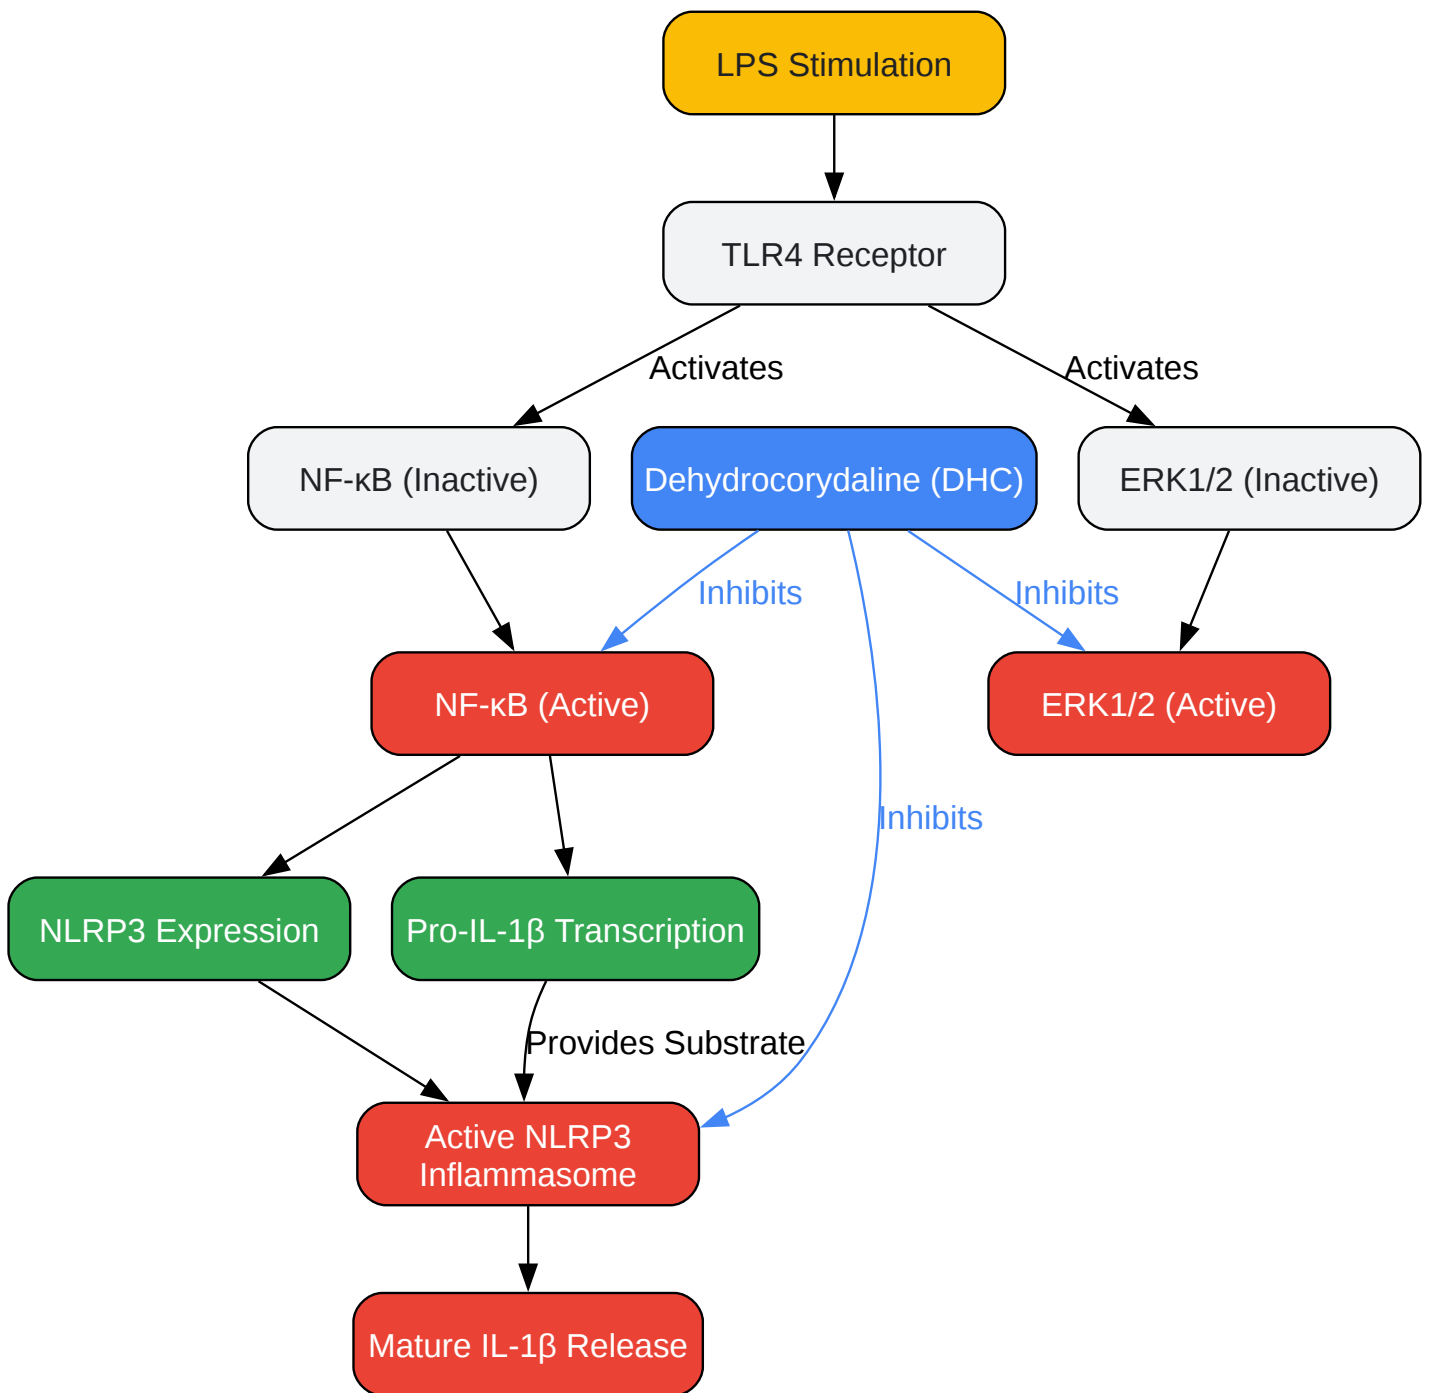 LPS Stimulation
TLR4 Receptor
Activates
Activates
NF-κB (Inactive)
Dehydrocorydaline (DHC)
ERK1/2 (Inactive)
Inhibits
Inhibits
NF-κB (Active)
ERK1/2 (Active)
Inhibits
NLRP3 Expression
Pro-IL-1β Transcription
Provides Substrate
Active NLRP3
Inflammasome
Mature IL-1β Release